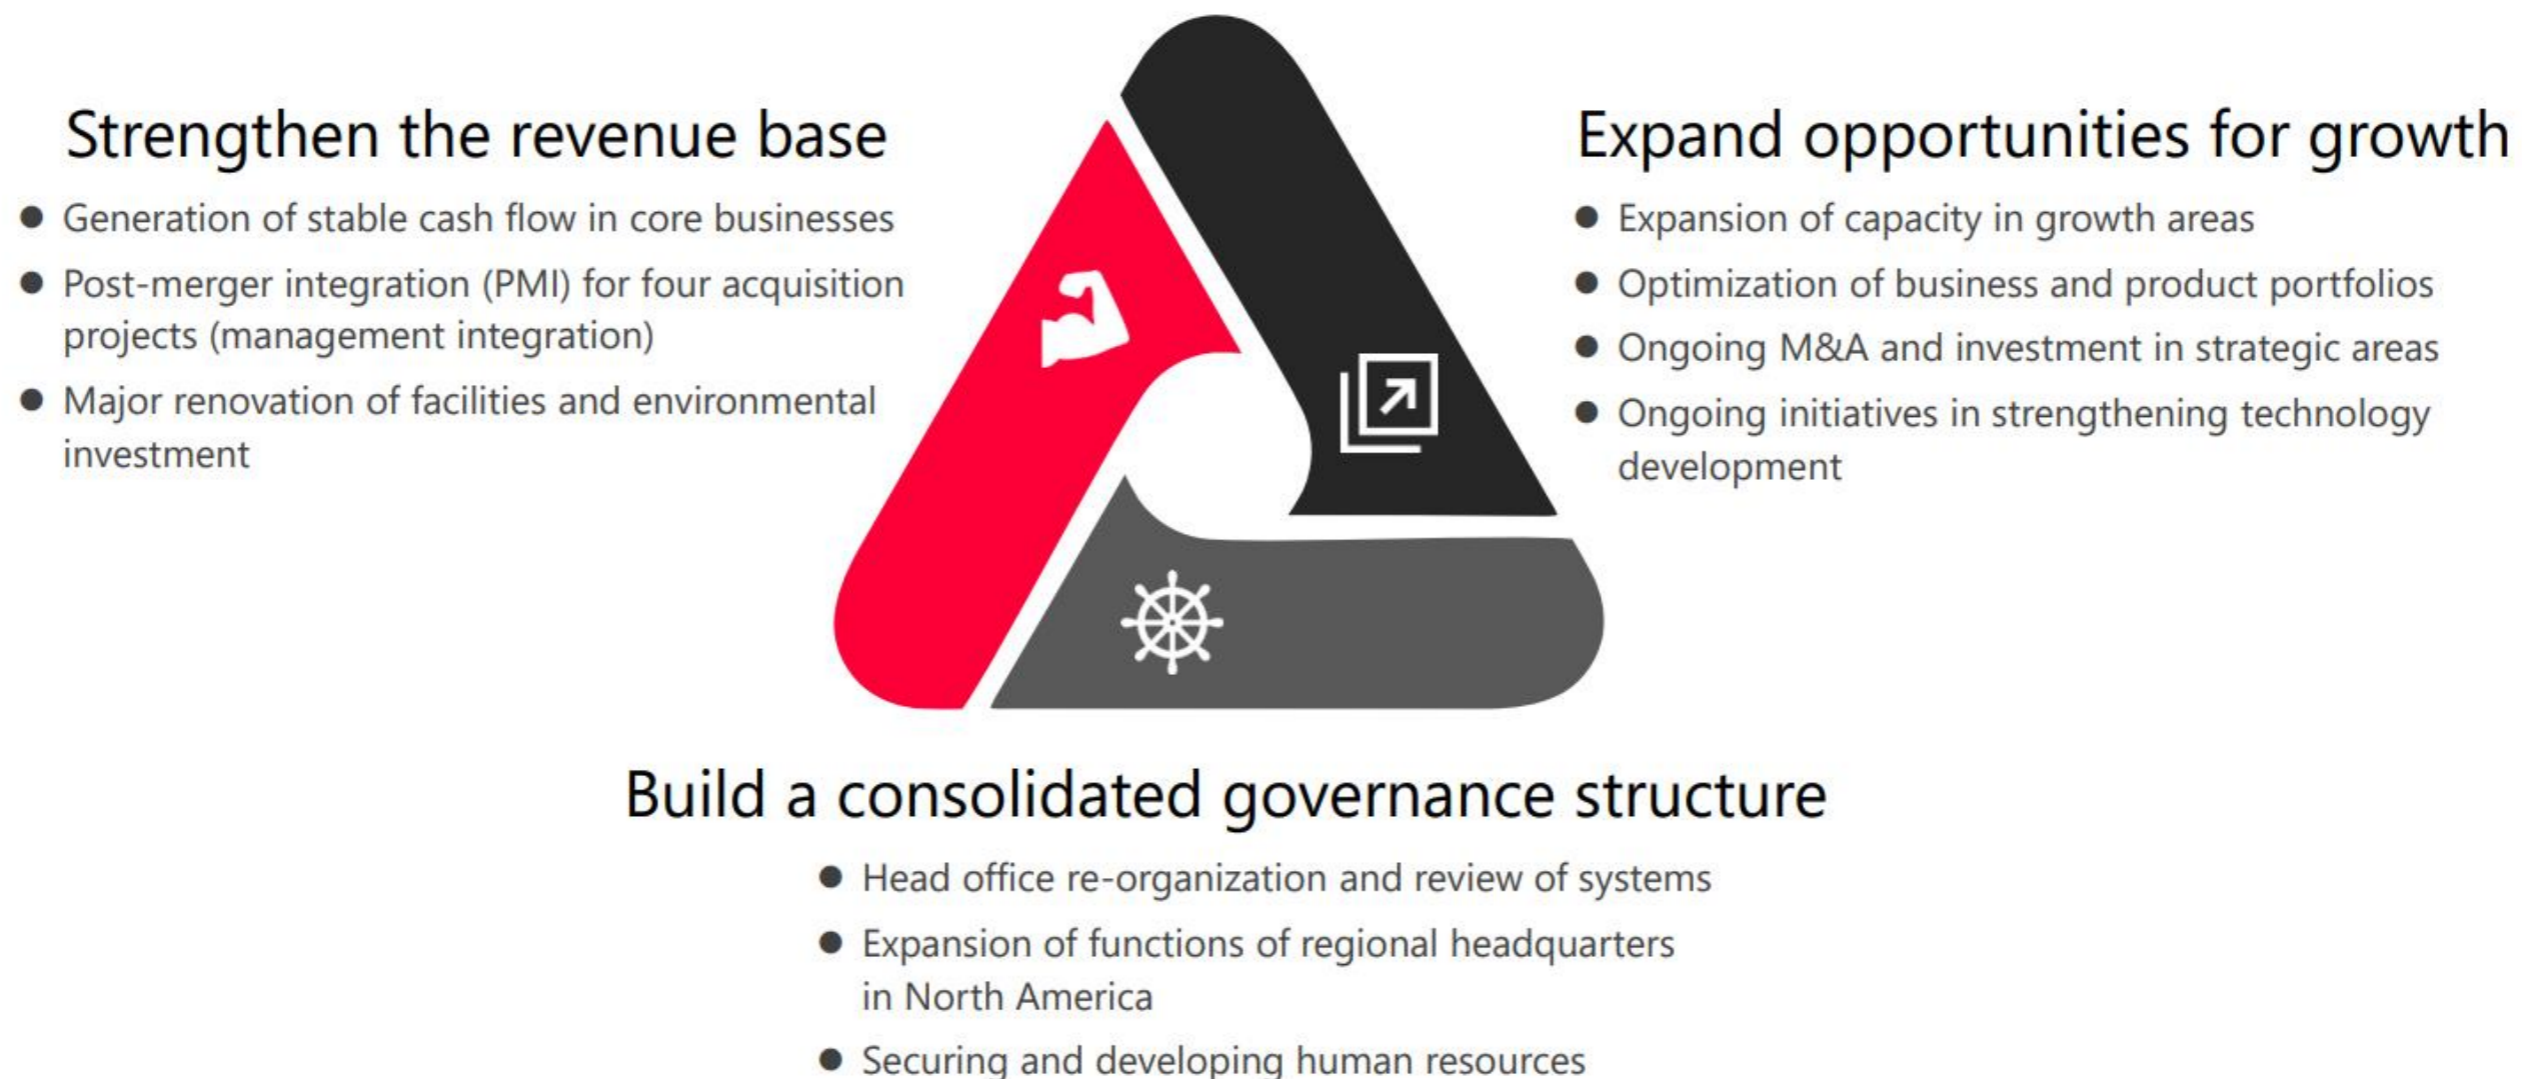 Strengthen the revenue base
● Generation of stable cash flow in core businesses
● Post-merger integration (PMI) for four acquisition
projects (management integration)
● Major renovation of facilities and environmental
investment
Expand opportunities for growth
● Expansion of capacity in growth areas
● Optimization of business and product portfolios
● Ongoing M&A and investment in strategic areas
● Ongoing initiatives in strengthening technology
development
Build a consolidated governance structure
● Head office re-organization and review of systems
● Expansion of functions of regional headquarters
in North America
● Securing and developing human resources